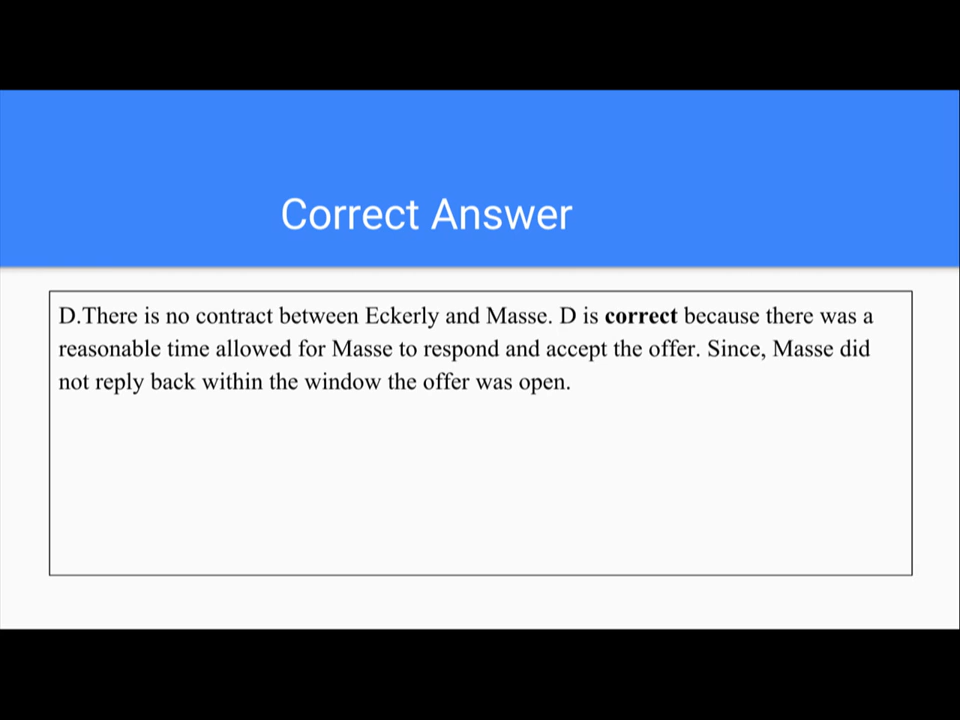 Correct Answer
D.There is no contract between Eckerly and Masse. D is correct because there was a
reasonable time allowed for Masse to respond and accept the offer. Since, Masse did
not reply back within the window the offer was open.